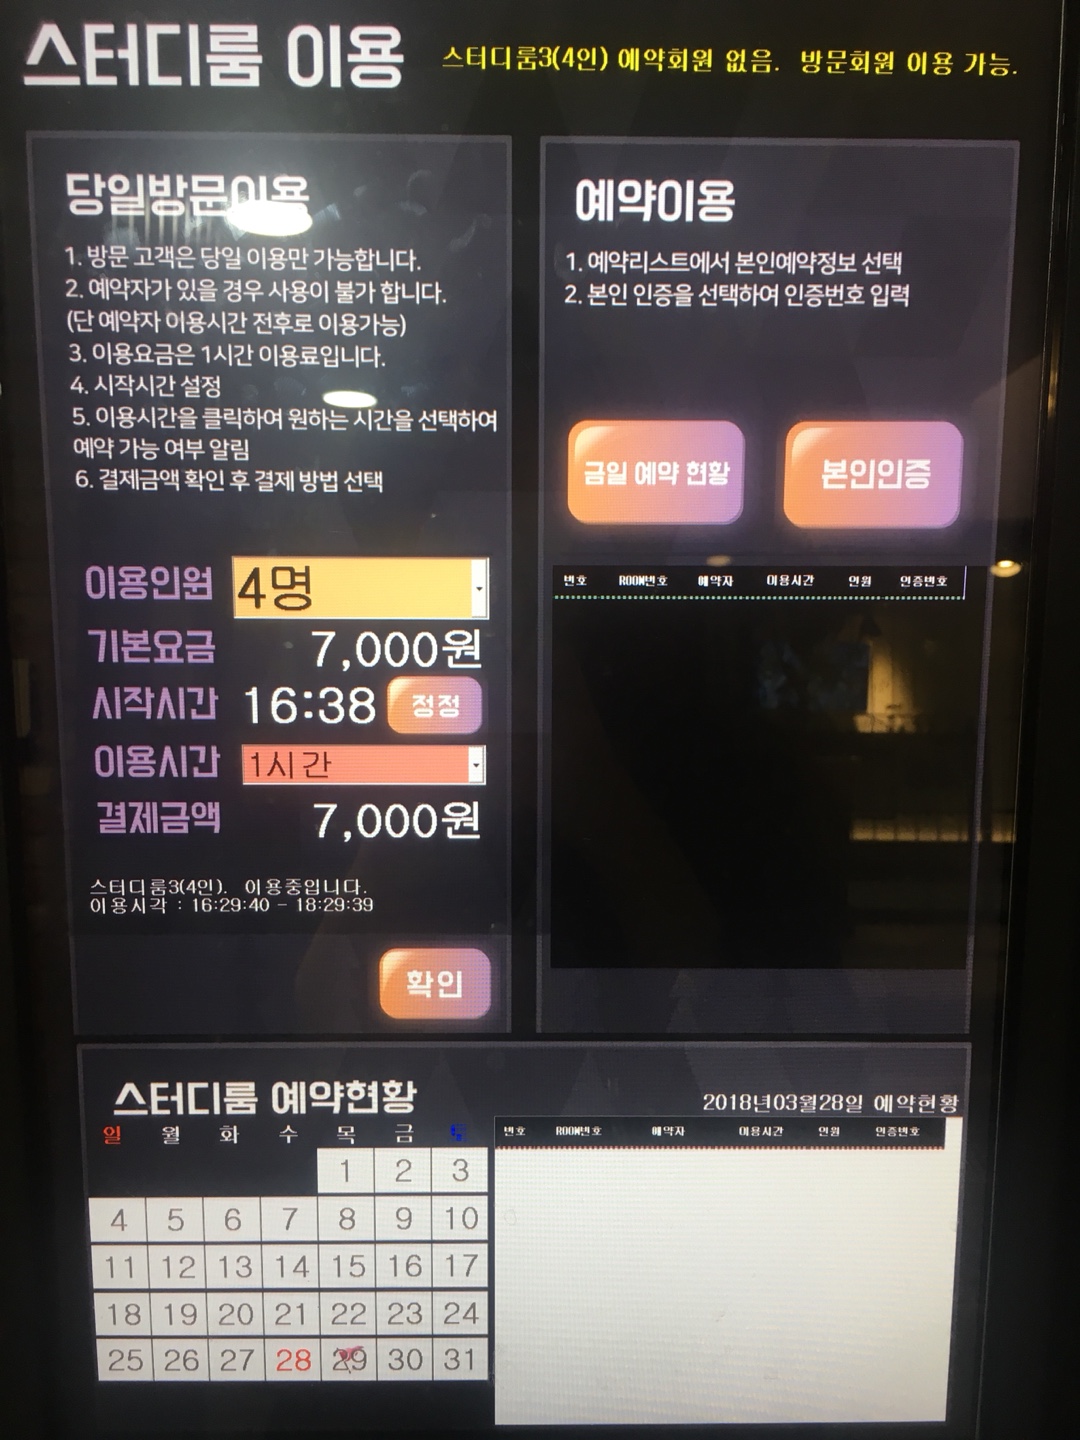 스터디룸 이용
스터디룸3(4인) 예약회원 없음. 방문회원 이용 가능.
당일방문이용
1. 방문 고객은 당일 이용만 가능합니다.
2. 예약자가 있을 경우 사용이 불가 합니다.
(단 예약자 이용시간 전후로 이용가능)
3. 이용요금은 1시간 이용료입니다.
4. 시작시간 설정
5. 이용시간을 클릭하여 원하는 시간을 선택하여
예약 가능 여부 알림
6. 결제금액 확인 후 결제 방법 선택
이용인원 4명
기본요금 7,000원
시작시간 16:38 정정
이용시간 1시간
결제금액 7,000원
스터디룸3(4인). 이용중입니다.
이용시각 : 16:29:40 - 18:29:39
확인
예약이용
1. 예약리스트에서 본인예약정보 선택
2. 본인 인증을 선택하여 인증번호 입력
금일 예약 현황
본인인증
번호 ROOM번호 예약자 이용시간 인원 인증번호
스터디룸 예약현황
일 월 화 수 목 금 토
1 2 3
4 5 6 7 8 9 10
11 12 13 14 15 16 17
18 19 20 21 22 23 24
25 26 27 28 29 30 31
2018년03월28일 예약현황
번호 ROOM번호 예약자 이용시간 인원 인증번호